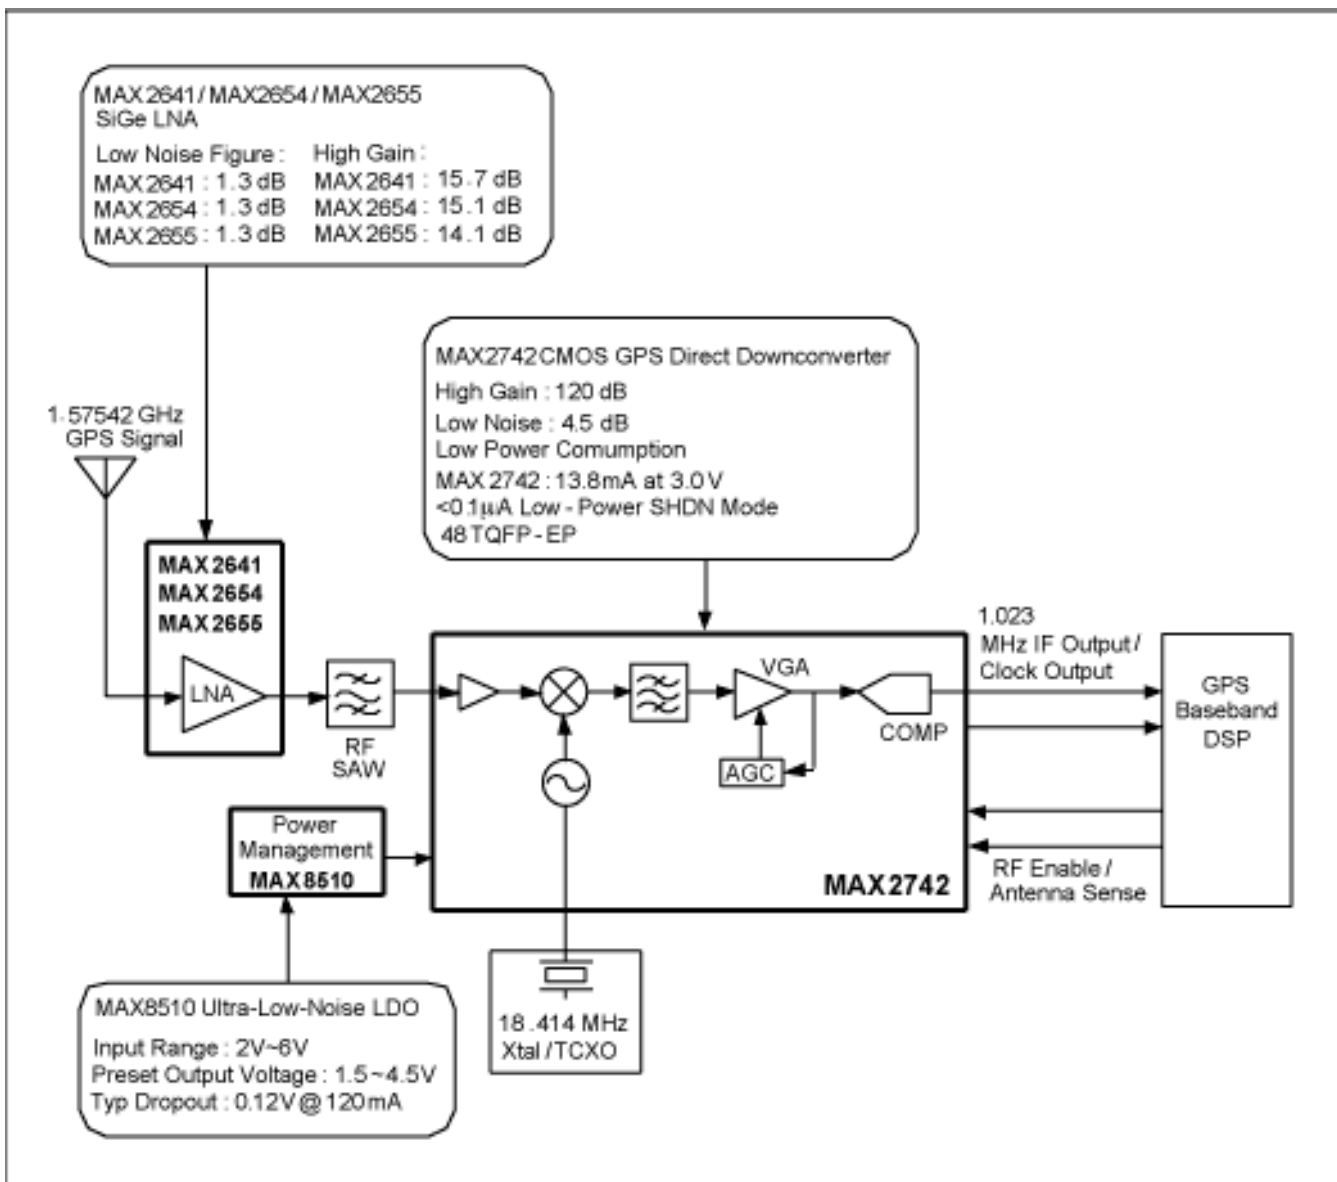 MAX2641/MAX2654/MAX2655
SiGe LNA
Low Noise Figure : High Gain :
MAX2641 : 1.3 dB MAX2641 : 15.7 dB
MAX2654 : 1.3 dB MAX2654 : 15.1 dB
MAX2655 : 1.3 dB MAX2655 : 14.1 dB
MAX2742 CMOS GPS Direct Downconverter
High Gain : 120 dB
Low Noise : 4.5 dB
Low Power Comumption
MAX2742 : 13.8mA at 3.0V
<0.1µA Low-Power SHDN Mode
48 TQFP-EP
1.57542 GHz
GPS Signal
MAX2641
MAX2654
MAX2655
LNA
RF
SAW
VGA
AGC
COMP
MAX2742
1.023
MHz IF Output/
Clock Output
GPS
Baseband
DSP
RF Enable/
Antenna Sense
Power
Management
MAX8510
18.414 MHz
Xtal/TCXO
MAX8510 Ultra-Low-Noise LDO
Input Range : 2V~6V
Preset Output Voltage : 1.5~4.5V
Typ Dropout : 0.12V@120mA